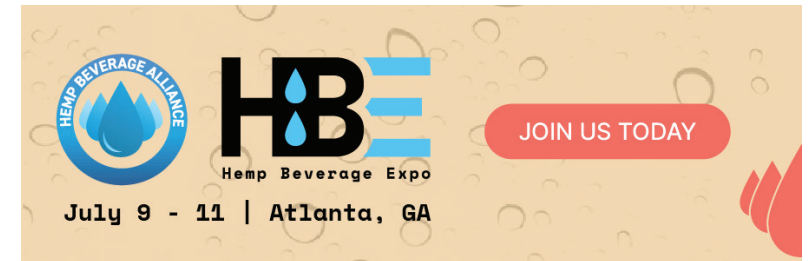 HEMP BEVERAGE ALLIANCE
HBE
Hemp Beverage Expo
July 9 - 11 | Atlanta, GA
JOIN US TODAY